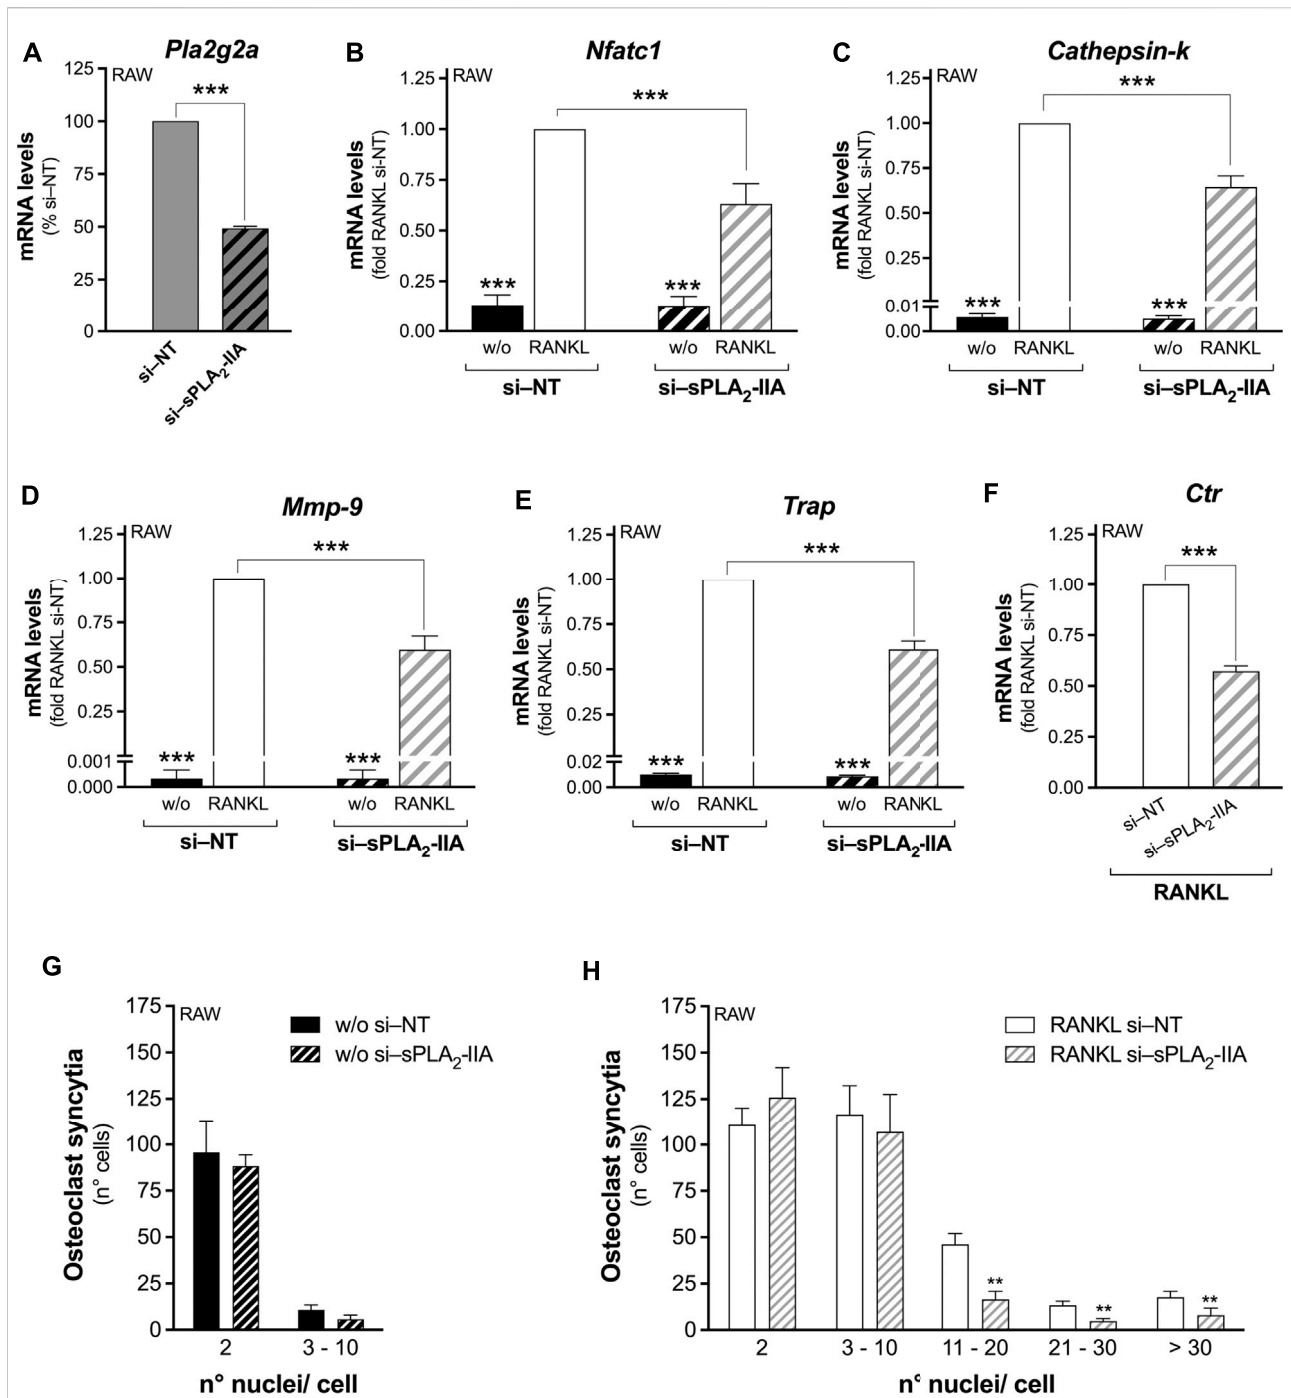 A
Pla2g2a
RAW
***
mRNA levels
(% si–NT)
125
100
75
50
25
0
si–NT
si–sPLA2-IIA
B
Nfatc1
RAW
***
mRNA levels
(fold RANKL si-NT)
1.25
1.00
0.75
0.50
0.25
0.00
***
***
w/o RANKL w/o RANKL
si–NT si–sPLA2-IIA
C
Cathepsin-k
RAW
***
mRNA levels
(fold RANKL si-NT)
1.25
1.00
0.75
0.50
0.25
0.01
0.00
***
***
w/o RANKL w/o RANKL
si–NT si–sPLA2-IIA
D
Mmp-9
RAW
***
mRNA levels
(fold RANKL si-NT)
1.25
1.00
0.75
0.50
0.25
0.001
0.000
***
***
w/o RANKL w/o RANKL
si–NT si–sPLA2-IIA
E
Trap
RAW
***
mRNA levels
(fold RANKL si-NT)
1.25
1.00
0.75
0.50
0.25
0.02
0.00
***
***
w/o RANKL w/o RANKL
si–NT si–sPLA2-IIA
F
Ctr
RAW
***
mRNA levels
(fold RANKL si-NT)
1.25
1.00
0.75
0.50
0.25
0.00
si–NT
si–sPLA2-IIA
RANKL
G
RAW
w/o si–NT
w/o si–sPLA2-IIA
Osteoclast syncytia
(n° cells)
175
150
125
100
75
50
25
0
2 3 - 10
n° nuclei/ cell
H
RAW
RANKL si–NT
RANKL si–sPLA2-IIA
Osteoclast syncytia
(n° cells)
175
150
125
100
75
50
25
0
**
**
**
2 3 - 10 11 - 20 21 - 30 > 30
n° nuclei/ cell